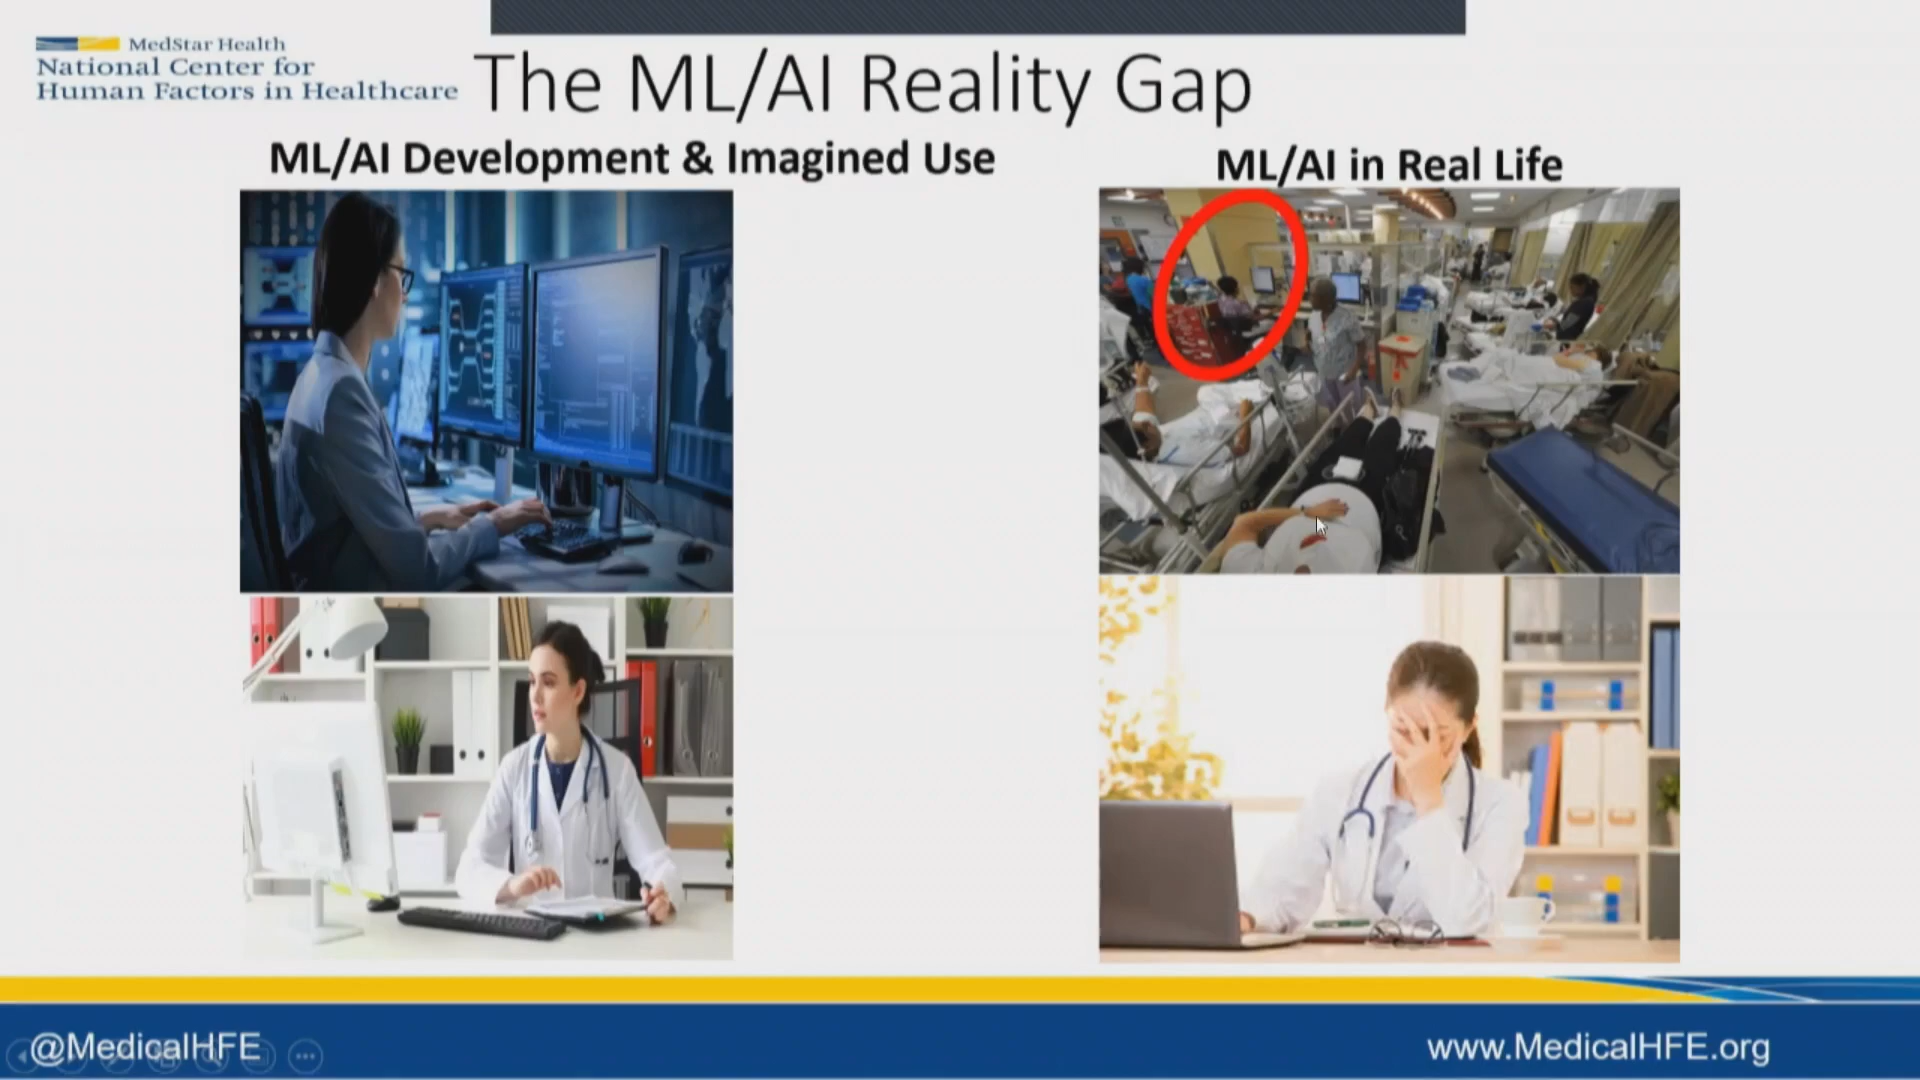 MedStar Health
National Center for
Human Factors in Healthcare
The ML/AI Reality Gap
ML/AI Development & Imagined Use
ML/AI in Real Life
@MedicalHFE
www.MedicalHFE.org